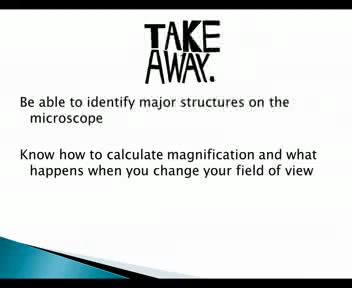 TAKE
AWAY.
Be able to identify major structures on the
microscope
Know how to calculate magnification and what
happens when you change your field of view